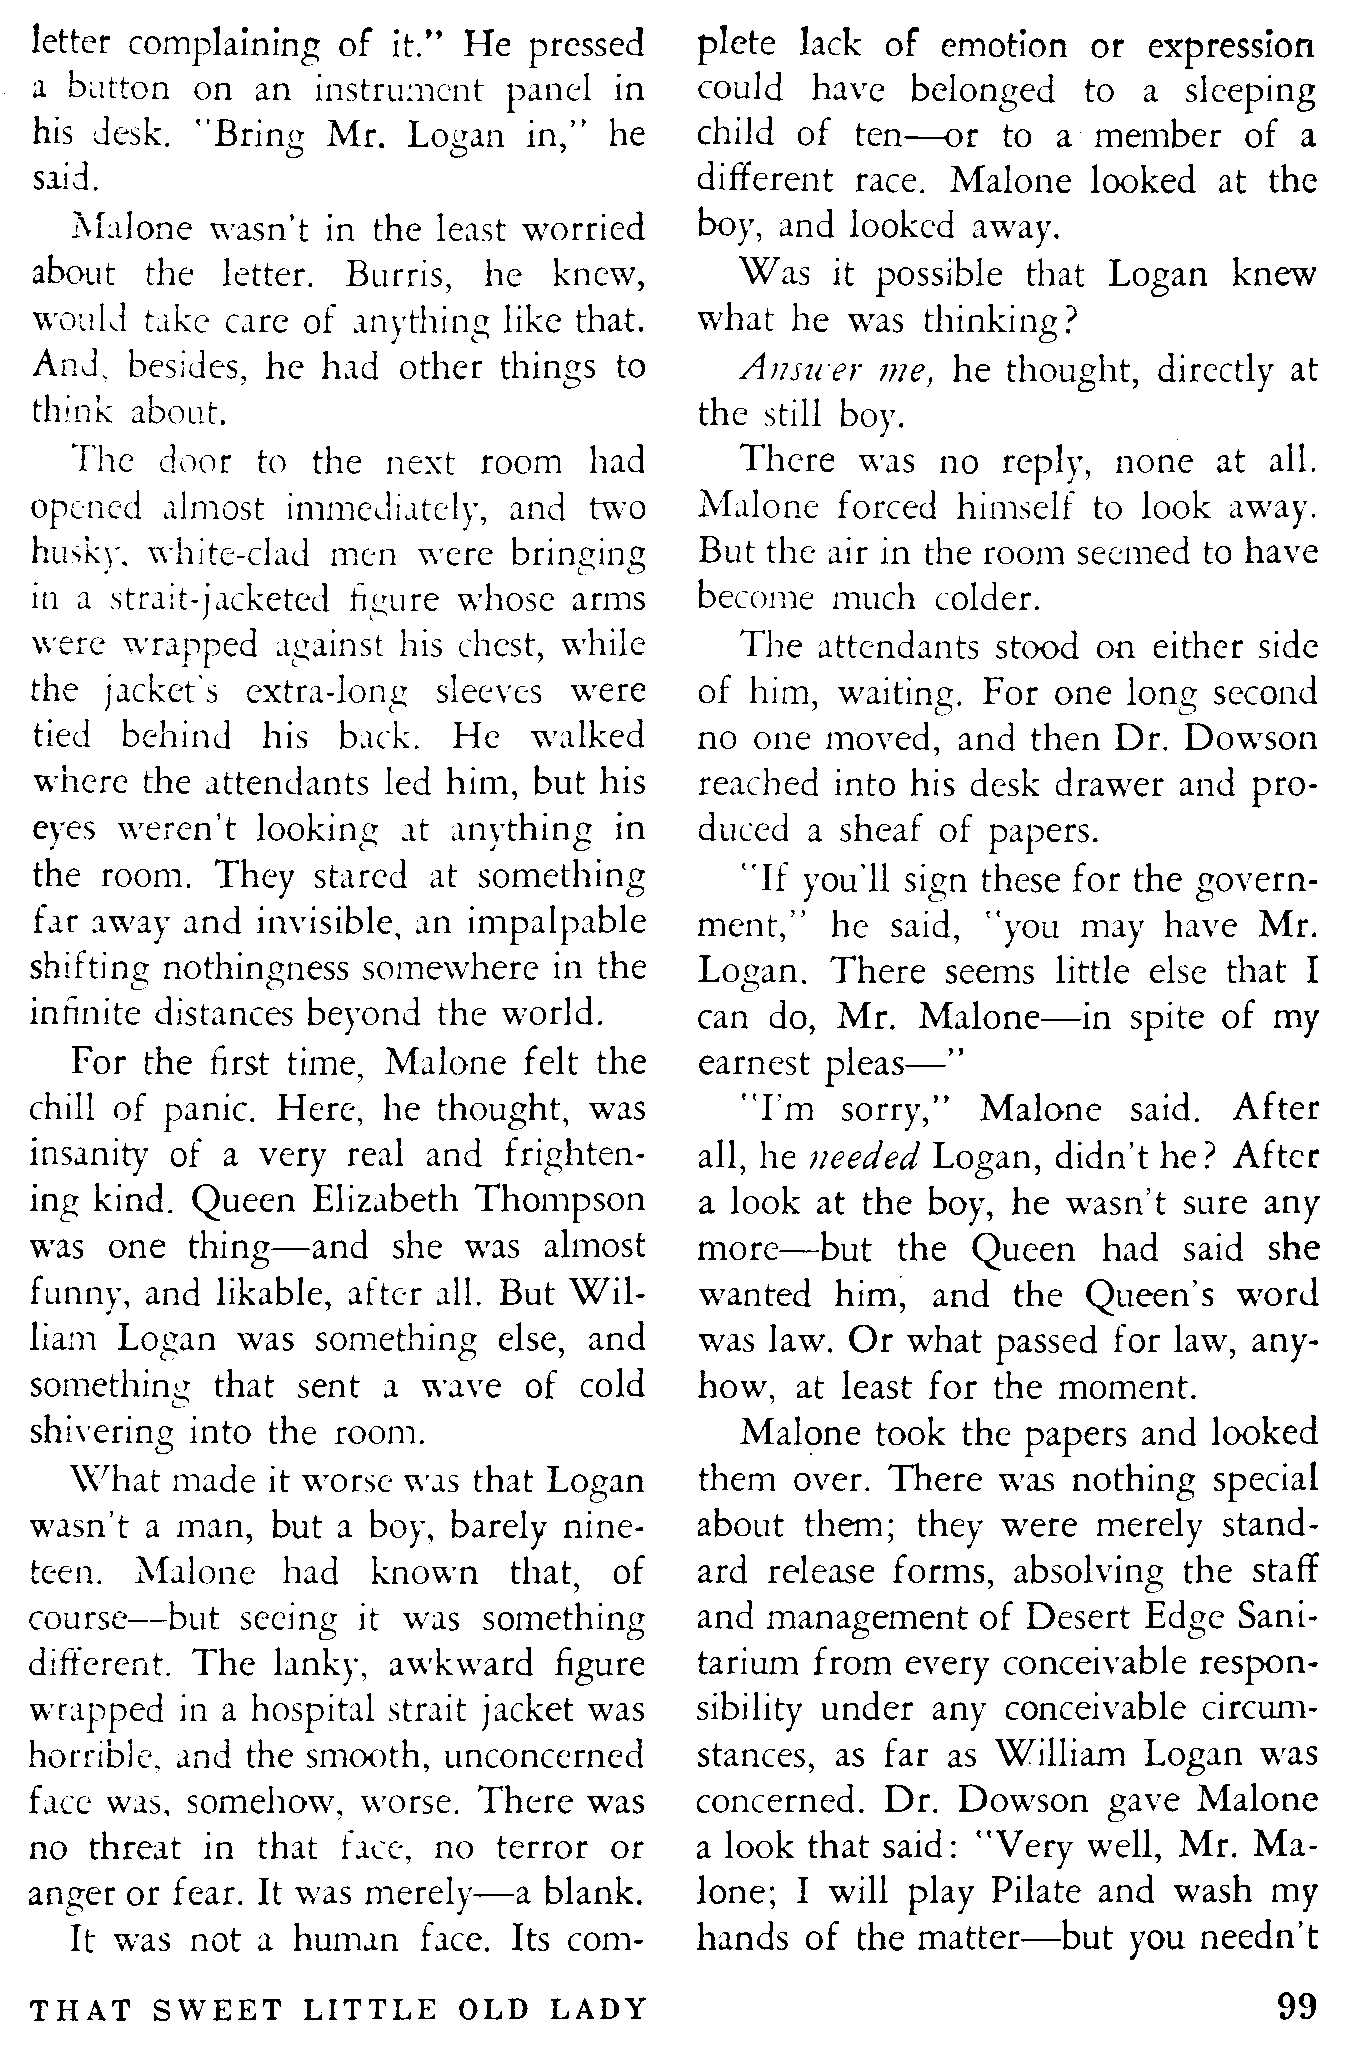 letter complaining of it." He pressed
a button on an instrument panel in
his desk. "Bring Mr. Logan in," he
said.
Malone wasn't in the least worried
about the letter. Burris, he knew,
would take care of anything like that.
And, besides, he had other things to
think about.
The door to the next room had
opened almost immediately, and two
husky, white-clad men were bringing
in a strait-jacketed figure whose arms
were wrapped against his chest, while
the jacket's extra-long sleeves were
tied behind his back. He walked
where the attendants led him, but his
eyes weren't looking at anything in
the room. They stared at something
far away and invisible, an impalpable
shifting nothingness somewhere in the
infinite distances beyond the world.
For the first time, Malone felt the
chill of panic. Here, he thought, was
insanity of a very real and frighten-
ing kind. Queen Elizabeth Thompson
was one thing—and she was almost
funny, and likable, after all. But Wil-
liam Logan was something else, and
something that sent a wave of cold
shivering into the room.
What made it worse was that Logan
wasn't a man, but a boy, barely nine-
teen. Malone had known that, of
course—but seeing it was something
different. The lanky, awkward figure
wrapped in a hospital strait jacket was
horrible, and the smooth, unconcerned
face was, somehow, worse. There was
no threat in that face, no terror or
anger or fear. It was merely—a blank.
It was not a human face. Its com-
plete lack of emotion or expression
could have belonged to a sleeping
child of ten—or to a member of a
different race. Malone looked at the
boy, and looked away.
Was it possible that Logan knew
what he was thinking?
Answer me, he thought, directly at
the still boy.
There was no reply, none at all.
Malone forced himself to look away.
But the air in the room seemed to have
become much colder.
The attendants stood on either side
of him, waiting. For one long second
no one moved, and then Dr. Dowson
reached into his desk drawer and pro-
duced a sheaf of papers.
"If you'll sign these for the govern-
ment," he said, "you may have Mr.
Logan. There seems little else that I
can do, Mr. Malone—in spite of my
earnest pleas—"
"I'm sorry," Malone said. After
all, he needed Logan, didn't he? After
a look at the boy, he wasn't sure any
more—but the Queen had said she
wanted him, and the Queen's word
was law. Or what passed for law, any-
how, at least for the moment.
Malone took the papers and looked
them over. There was nothing special
about them; they were merely stand-
ard release forms, absolving the staff
and management of Desert Edge Sani-
tarium from every conceivable respon-
sibility under any conceivable circum-
stances, as far as William Logan was
concerned. Dr. Dowson gave Malone
a look that said: "Very well, Mr. Ma-
lone; I will play Pilate and wash my
hands of the matter—but you needn't
THAT SWEET LITTLE OLD LADY
99